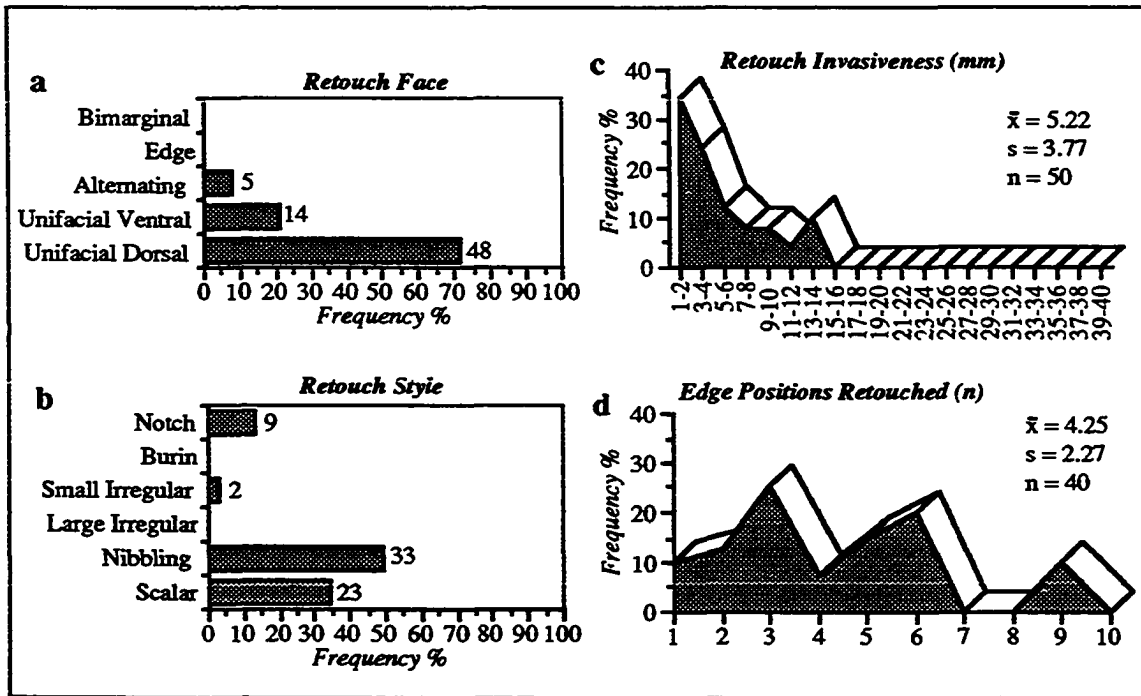 a
Retouch Face
Bimarginal
Edge
Alternating 5
Unifacial Ventral 14
Unifacial Dorsal 48
0 10 20 30 40 50 60 70 80 90 100
Frequency %
b
Retouch Style
Notch 9
Burin
Small Irregular 2
Large Irregular
Nibbling 33
Scalar 23
0 10 20 30 40 50 60 70 80 90 100
Frequency %
c
Retouch Invasiveness (mm)
Frequency %
40
30
20
10
0
x̄ = 5.22
s = 3.77
n = 50
1-2
3-4
5-6
7-8
9-10
11-12
13-14
15-16
17-18
19-20
21-22
23-24
25-26
27-28
29-30
31-32
33-34
35-36
37-38
39-40
d
Edge Positions Retouched (n)
Frequency %
40
30
20
10
0
x̄ = 4.25
s = 2.27
n = 40
1 2 3 4 5 6 7 8 9 10